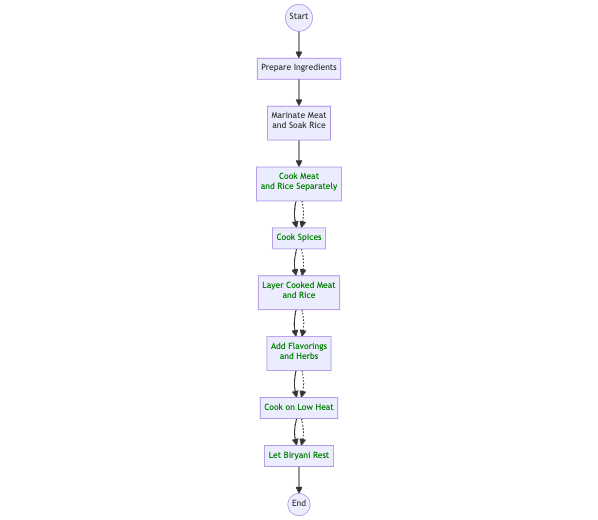 Start
Prepare Ingredients
Marinate Meat
and Soak Rice
Cook Meat
and Rice Separately
Cook Spices
Layer Cooked Meat
and Rice
Add Flavorings
and Herbs
Cook on Low Heat
Let Biryani Rest
End